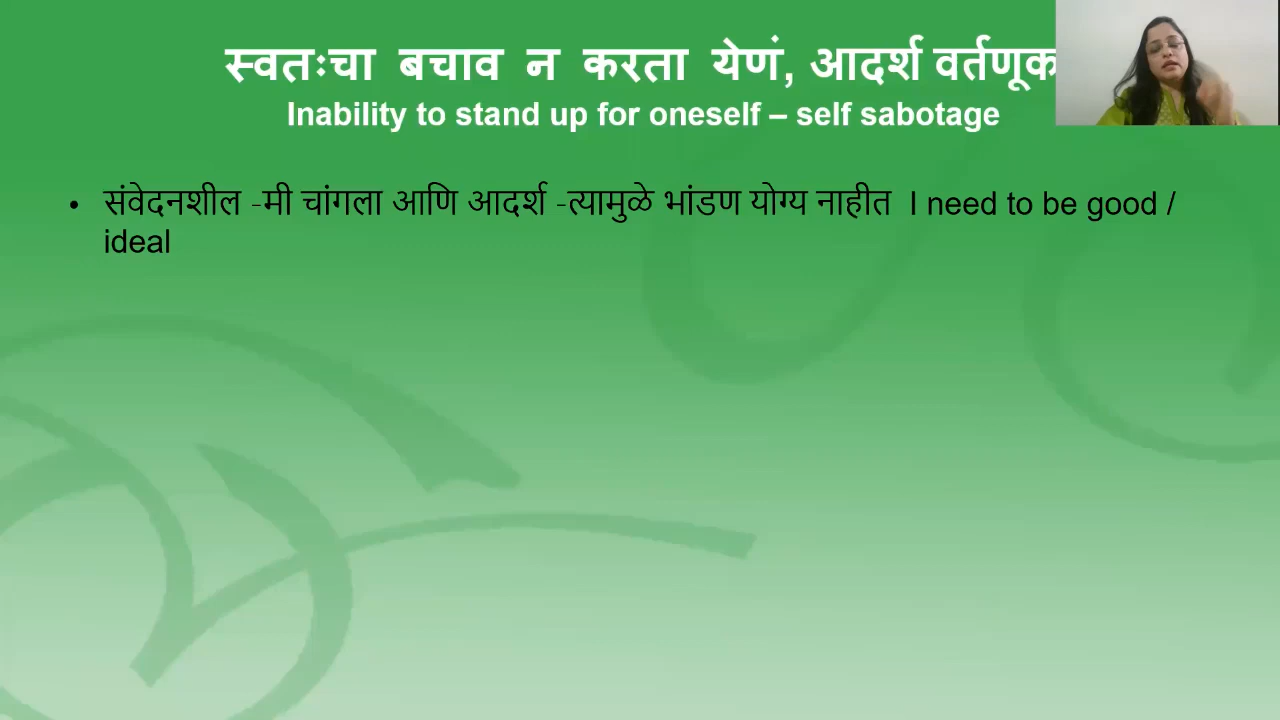 स्वतःचा बचाव न करता येणं, आदर्श वर्तणूक
Inability to stand up for oneself – self sabotage
• संवेदनशील -मी चांगला आणि आदर्श -त्यामुळे भांडण योग्य नाहीत I need to be good /
ideal